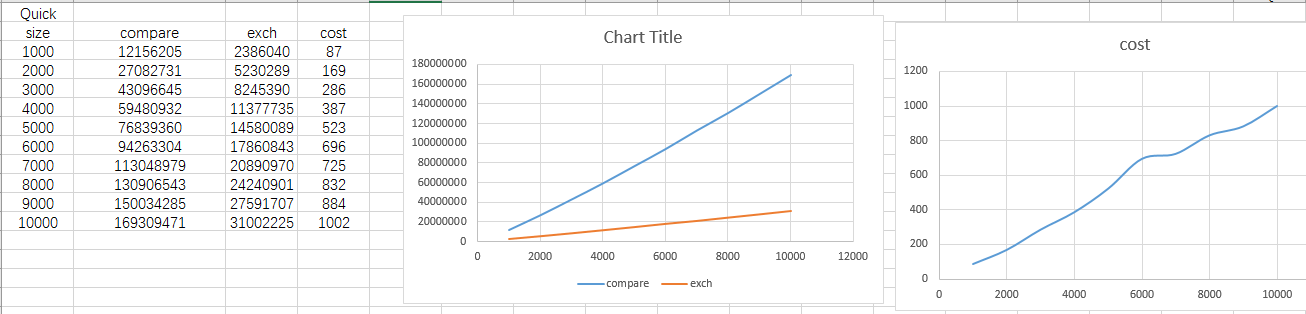 Quick
size compare exch cost
1000 12156205 2386040 87
2000 27082731 5230289 169
3000 43096645 8245390 286
4000 59480932 11377735 387
5000 76839360 14580089 523
6000 94263304 17860843 696
7000 113048979 20890970 725
8000 130906543 24240901 832
9000 150034285 27591707 884
10000 169309471 31002225 1002
Chart Title
180000000
160000000
140000000
120000000
100000000
80000000
60000000
40000000
20000000
0
0 2000 4000 6000 8000 10000 12000
compare exch
cost
1200
1000
800
600
400
200
0
0 2000 4000 6000 8000 10000